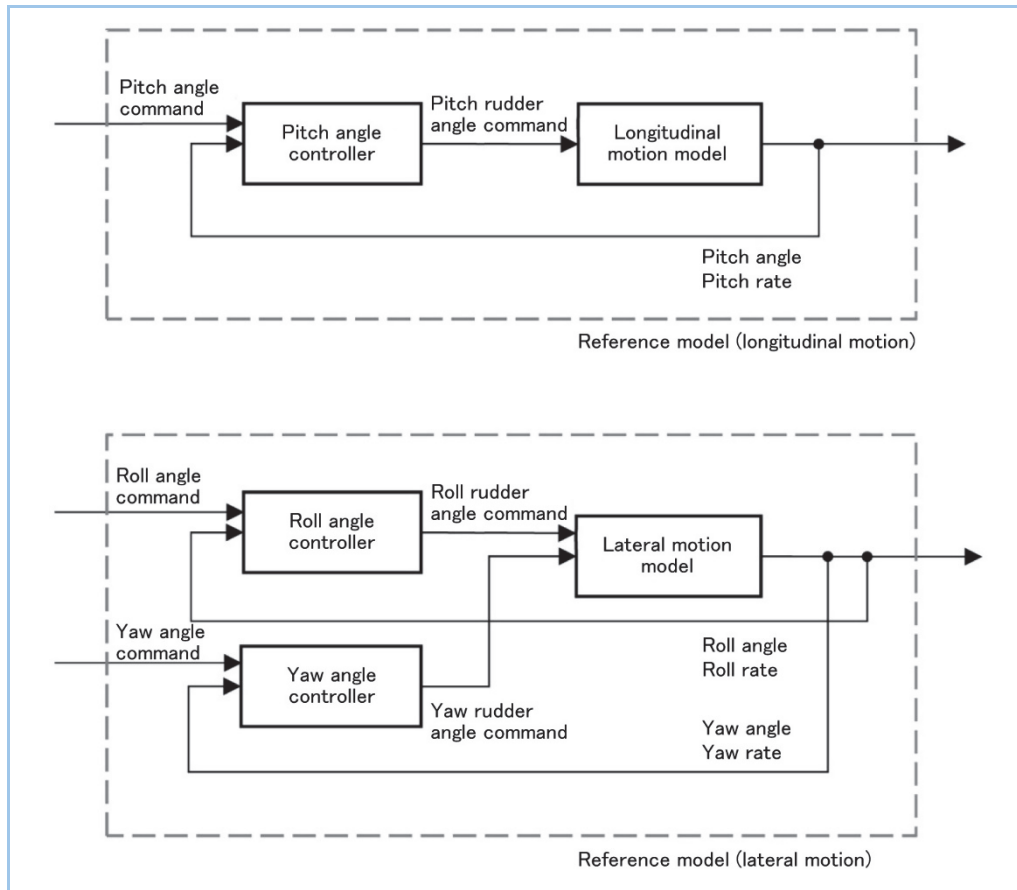 Pitch angle
command
Pitch angle
controller
Pitch rudder
angle command
Longitudinal
motion model
Pitch angle
Pitch rate
Reference model (longitudinal motion)
Roll angle
command
Roll angle
controller
Roll rudder
angle command
Lateral motion
model
Yaw angle
command
Yaw angle
controller
Yaw rudder
angle command
Roll angle
Roll rate
Yaw angle
Yaw rate
Reference model (lateral motion)